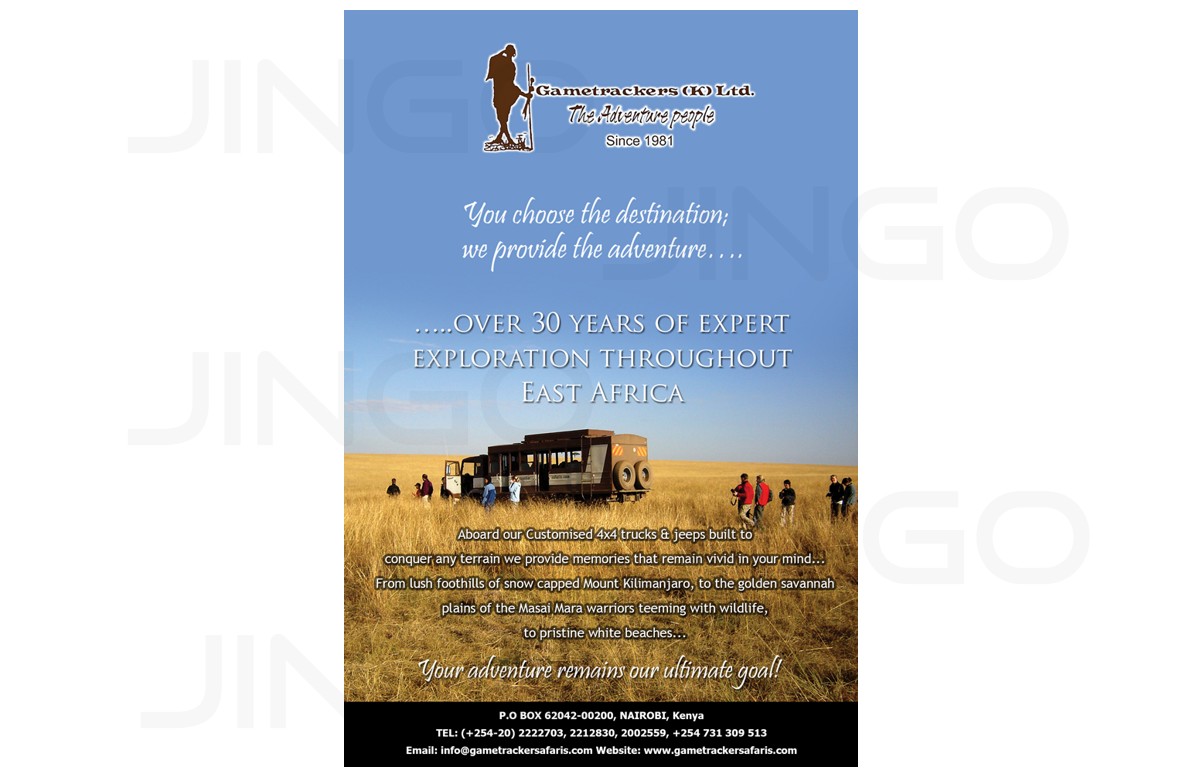 JINGO
Gametrackers (K) Ltd.
The Adventure people
Since 1981
JINGO
You choose the destination;
we provide the adventure....
.....OVER 30 YEARS OF EXPERT
EXPLORATION THROUGHOUT
EAST AFRICA
JINGO
JINGO
Aboard our Customised 4x4 trucks & jeeps built to
conquer any terrain we provide memories that remain vivid in your mind...
From lush foothills of snow capped Mount Kilimanjaro, to the golden savannah
plains of the Masai Mara warriors teeming with wildlife,
to pristine white beaches...
JINGO
Your adventure remains our ultimate goal!
P.O BOX 62042-00200, NAIROBI, Kenya
TEL: (+254-20) 2222703, 2212830, 2002559, +254 731 309 513
Email: info@gametrackersafaris.com Website: www.gametrackersafaris.com